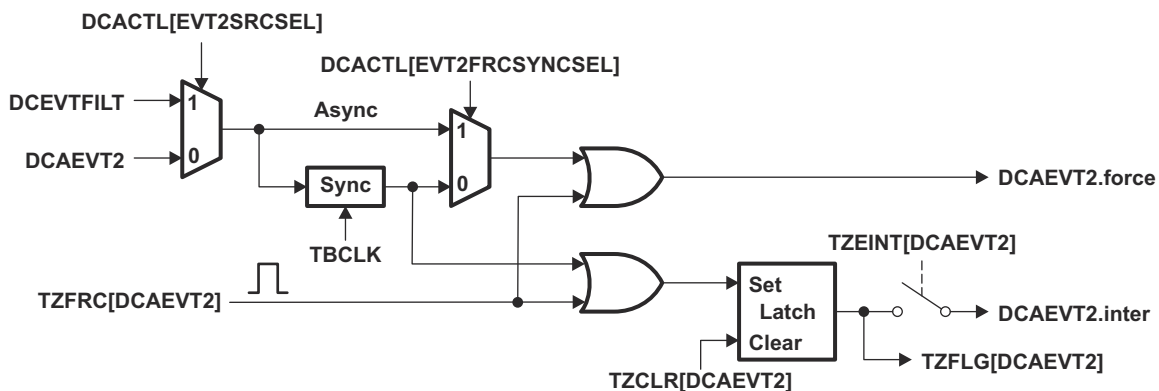 DCACTL[EVT2SRCSEL]
DCACTL[EVT2FRCSYNCSEL]
DCEVTFILT
1
Async
1
DCAEVT2
0
Sync
0
DCAEVT2.force
TBCLK
TZEINT[DCAEVT2]
TZFRC[DCAEVT2]
Set
Latch
DCAEVT2.inter
Clear
TZFLG[DCAEVT2]
TZCLR[DCAEVT2]